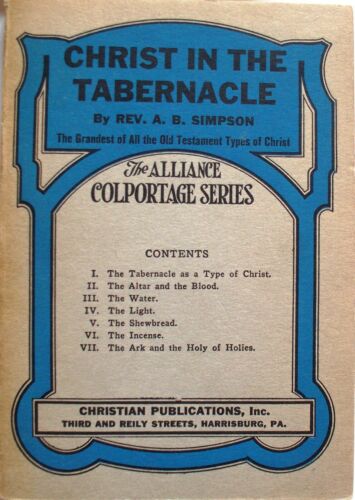 CHRIST IN THE
TABERNACLE
By REV. A. B. SIMPSON
The Grandest of All the Old Testament Types of Christ
The ALLIANCE
COLPORTAGE SERIES
CONTENTS
I. The Tabernacle as a Type of Christ.
II. The Altar and the Blood.
III. The Water.
IV. The Light.
V. The Shewbread.
VI. The Incense.
VII. The Ark and the Holy of Holies.
CHRISTIAN PUBLICATIONS, Inc.
THIRD AND REILY STREETS, HARRISBURG, PA.